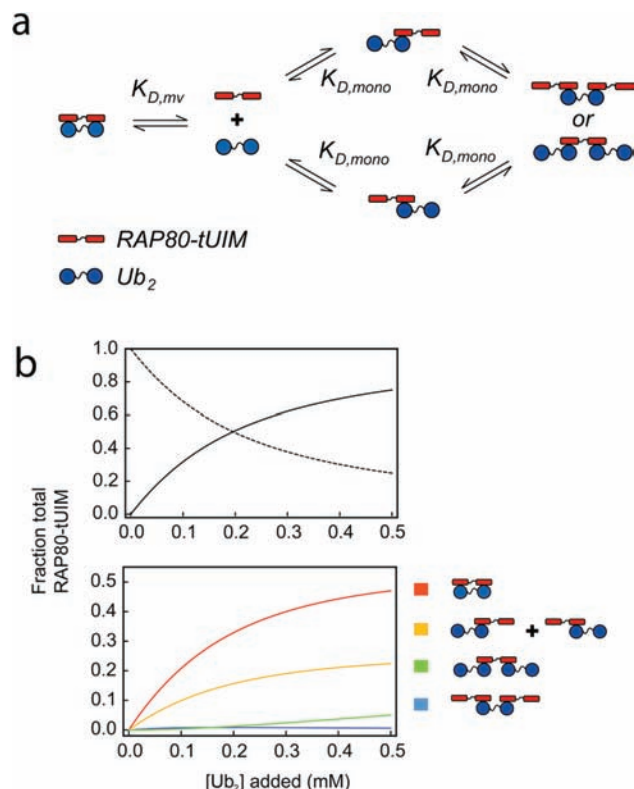 a
K_D,mv
K_D,mono K_D,mono
+
or
K_D,mono K_D,mono
RAP80-tUIM
Ub₂
b
Fraction total
RAP80-tUIM
1.0
0.8
0.6
0.4
0.2
0.0
0.0 0.1 0.2 0.3 0.4 0.5
0.5
0.4
0.3
0.2
0.1
0.0
+
0.0 0.1 0.2 0.3 0.4 0.5
[Ub₂] added (mM)